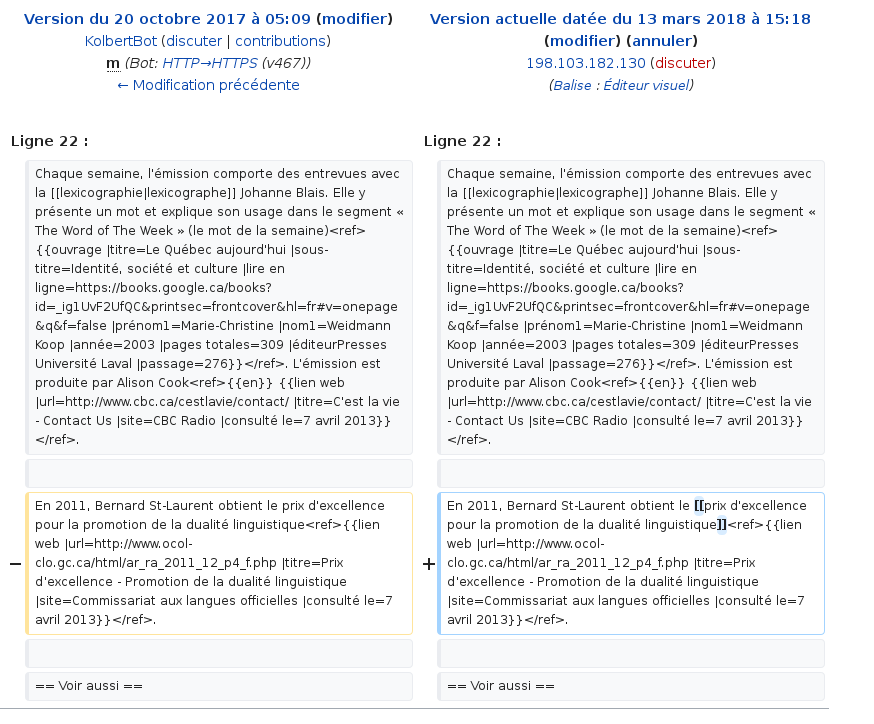 Version du 20 octobre 2017 à 05:09 (modifier)
KolbertBot (discuter | contributions)
m (Bot: HTTP→HTTPS (v467))
← Modification précédente
Version actuelle datée du 13 mars 2018 à 15:18
(modifier) (annuler)
198.103.182.130 (discuter)
(Balise : Éditeur visuel)
Ligne 22 :
Ligne 22 :
Chaque semaine, l'émission comporte des entrevues avec
la [[lexicographie|lexicographe]] Johanne Blais. Elle y
présente un mot et explique son usage dans le segment «
The Word of The Week » (le mot de la semaine)<ref>
{{ouvrage |titre=Le Québec aujourd'hui |sous-
titre=Identité, société et culture |lire en
ligne=https://books.google.ca/books?
id=_ig1UvF2UfQC&printsec=frontcover&hl=fr#v=onepage
&q&f=false |prénom1=Marie-Christine |nom1=Weidmann
Koop |année=2003 |pages totales=309 |éditeurPresses
Université Laval |passage=276}}</ref>. L'émission est
produite par Alison Cook<ref>{{en}} {{lien web
|url=http://www.cbc.ca/cestlavie/contact/ |titre=C'est la vie
- Contact Us |site=CBC Radio |consulté le=7 avril 2013}}
</ref>.
Chaque semaine, l'émission comporte des entrevues avec
la [[lexicographie|lexicographe]] Johanne Blais. Elle y
présente un mot et explique son usage dans le segment «
The Word of The Week » (le mot de la semaine)<ref>
{{ouvrage |titre=Le Québec aujourd'hui |sous-
titre=Identité, société et culture |lire en
ligne=https://books.google.ca/books?
id=_ig1UvF2UfQC&printsec=frontcover&hl=fr#v=onepage
&q&f=false |prénom1=Marie-Christine |nom1=Weidmann
Koop |année=2003 |pages totales=309 |éditeurPresses
Université Laval |passage=276}}</ref>. L'émission est
produite par Alison Cook<ref>{{en}} {{lien web
|url=http://www.cbc.ca/cestlavie/contact/ |titre=C'est la vie
- Contact Us |site=CBC Radio |consulté le=7 avril 2013}}
</ref>.
−
En 2011, Bernard St-Laurent obtient le prix d'excellence
pour la promotion de la dualité linguistique<ref>{{lien
web |url=http://www.ocol-
clo.gc.ca/html/ar_ra_2011_12_p4_f.php |titre=Prix
d'excellence - Promotion de la dualité linguistique
|site=Commissariat aux langues officielles |consulté le=7
avril 2013}}</ref>.
+
En 2011, Bernard St-Laurent obtient le [[prix d'excellence
pour la promotion de la dualité linguistique]]<ref>{{lien
web |url=http://www.ocol-
clo.gc.ca/html/ar_ra_2011_12_p4_f.php |titre=Prix
d'excellence - Promotion de la dualité linguistique
|site=Commissariat aux langues officielles |consulté le=7
avril 2013}}</ref>.
== Voir aussi ==
== Voir aussi ==